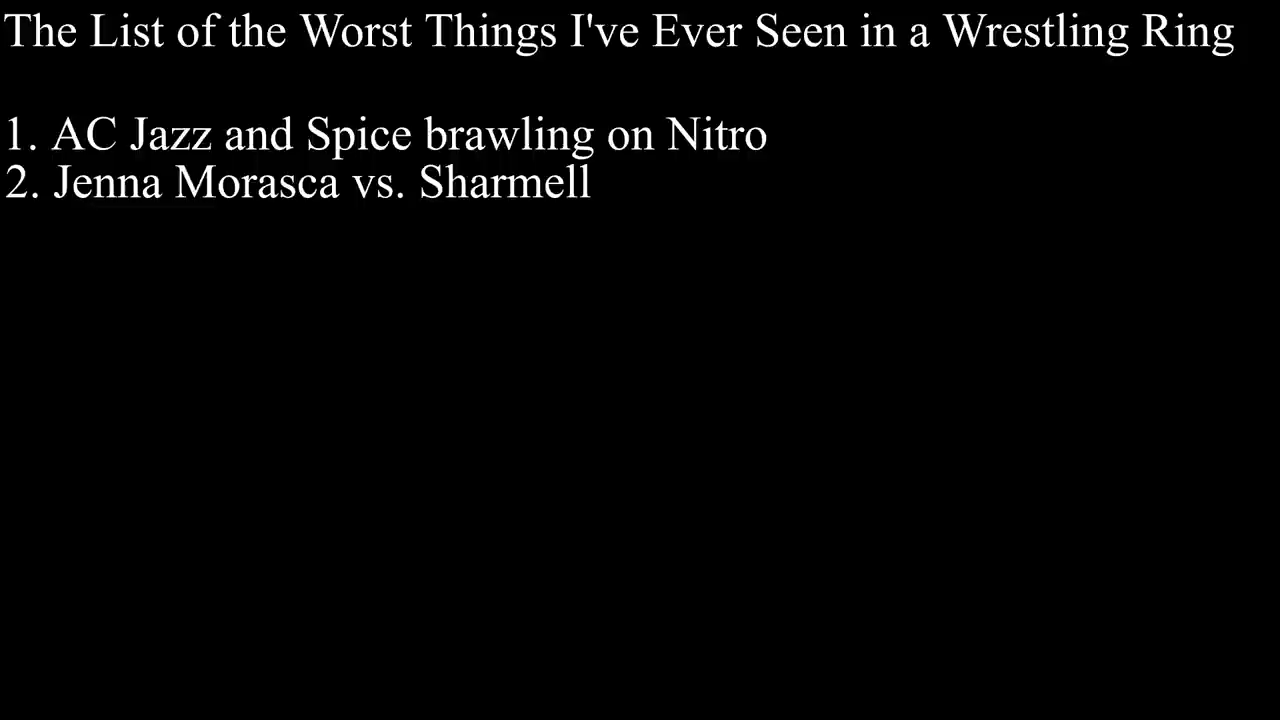 The List of the Worst Things I've Ever Seen in a Wrestling Ring
1. AC Jazz and Spice brawling on Nitro
2. Jenna Morasca vs. Sharmell